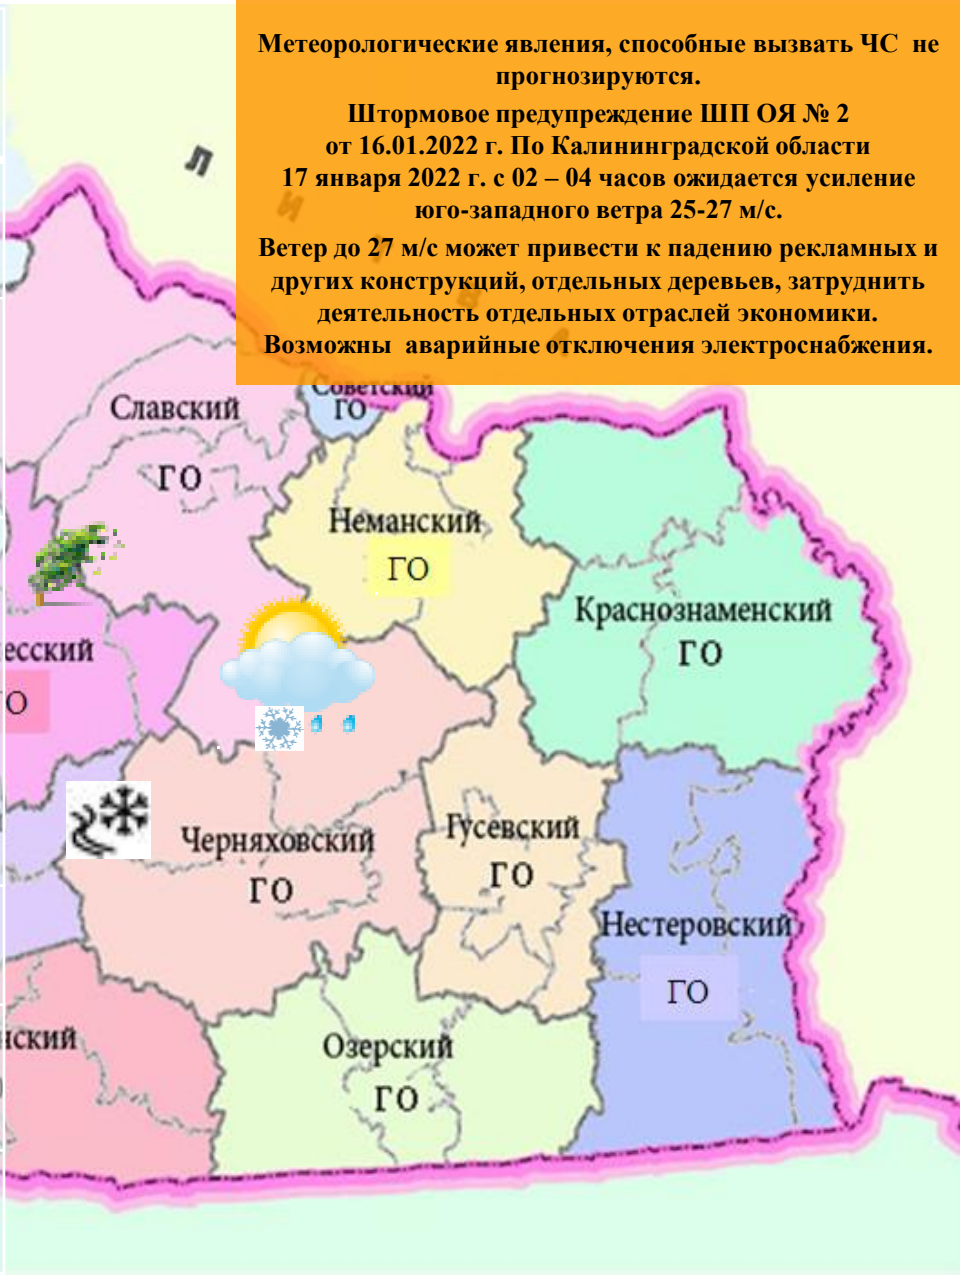 Метеорологические явления, способные вызвать ЧС не
прогнозируются.
Штормовое предупреждение ШП ОЯ № 2
от 16.01.2022 г. По Калининградской области
17 января 2022 г. с 02 – 04 часов ожидается усиление
юго-западного ветра 25-27 м/с.
Ветер до 27 м/с может привести к падению рекламных и
других конструкций, отдельных деревьев, затруднить
деятельность отдельных отраслей экономики.
Возможны аварийные отключения электроснабжения.
Л
и
т
в
а
Советский
ГО
Славский
ГО
Неманский
ГО
Краснознаменский
ГО
есский
О
Черняховский
ГО
Гусевский
ГО
Нестеровский
ГО
нский
Озерский
ГО